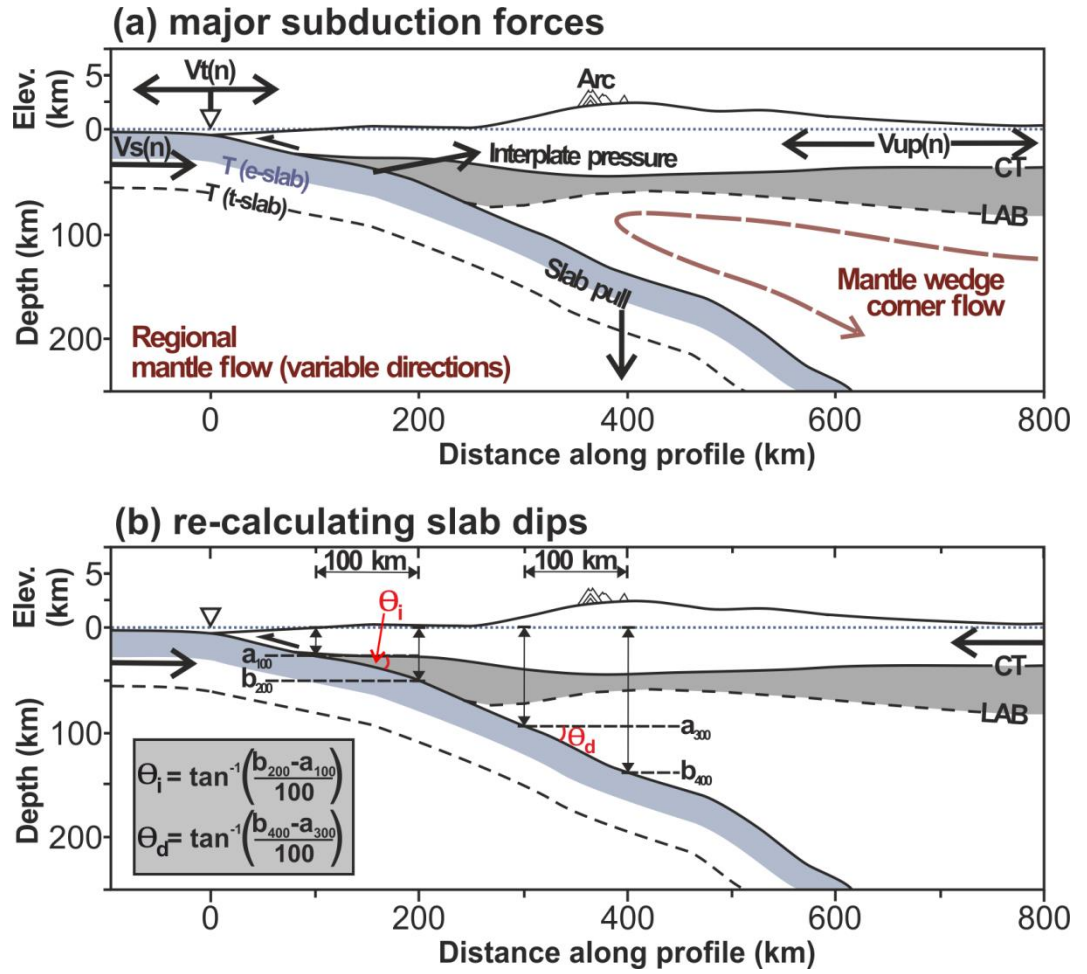 (a) major subduction forces
Elev. (km)
5
0
Vt(n)
Arc
Vs(n)
T (e-slab)
T (t-slab)
Interplate pressure
Vup(n)
CT
LAB
Slab pull
Mantle wedge
corner flow
Regional
mantle flow (variable directions)
Depth (km)
100
200
0
200
400
600
800
Distance along profile (km)
(b) re-calculating slab dips
100 km
100 km
Elev. (km)
5
0
ϴi
a100
b200
CT
LAB
a300
ϴd
b400
ϴi = tan⁻¹((b200-a100)/100)
ϴd = tan⁻¹((b400-a300)/100)
Depth (km)
100
200
0
200
400
600
800
Distance along profile (km)